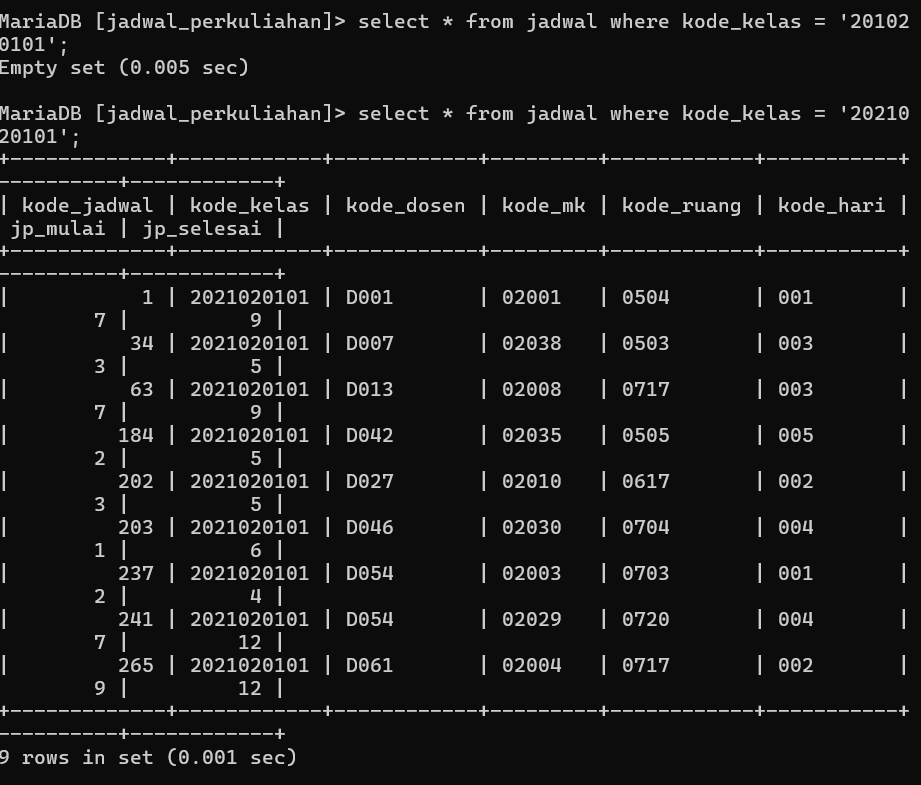 MariaDB [jadwal_perkuliahan]> select * from jadwal where kode_kelas = '20102
0101';
Empty set (0.005 sec)

MariaDB [jadwal_perkuliahan]> select * from jadwal where kode_kelas = '20210
20101';
+-------------+------------+------------+---------+------------+-----------+
----------+------------+
| kode_jadwal | kode_kelas | kode_dosen | kode_mk | kode_ruang | kode_hari |
 jp_mulai | jp_selesai |
+-------------+------------+------------+---------+------------+-----------+
----------+------------+
|           1 | 2021020101 | D001       | 02001   | 0504       | 001       |
        7 |          9 |
|          34 | 2021020101 | D007       | 02038   | 0503       | 003       |
        3 |          5 |
|          63 | 2021020101 | D013       | 02008   | 0717       | 003       |
        7 |          9 |
|         184 | 2021020101 | D042       | 02035   | 0505       | 005       |
        2 |          5 |
|         202 | 2021020101 | D027       | 02010   | 0617       | 002       |
        3 |          5 |
|         203 | 2021020101 | D046       | 02030   | 0704       | 004       |
        1 |          6 |
|         237 | 2021020101 | D054       | 02003   | 0703       | 001       |
        2 |          4 |
|         241 | 2021020101 | D054       | 02029   | 0720       | 004       |
        7 |         12 |
|         265 | 2021020101 | D061       | 02004   | 0717       | 002       |
        9 |         12 |
+-------------+------------+------------+---------+------------+-----------+
----------+------------+
9 rows in set (0.001 sec)